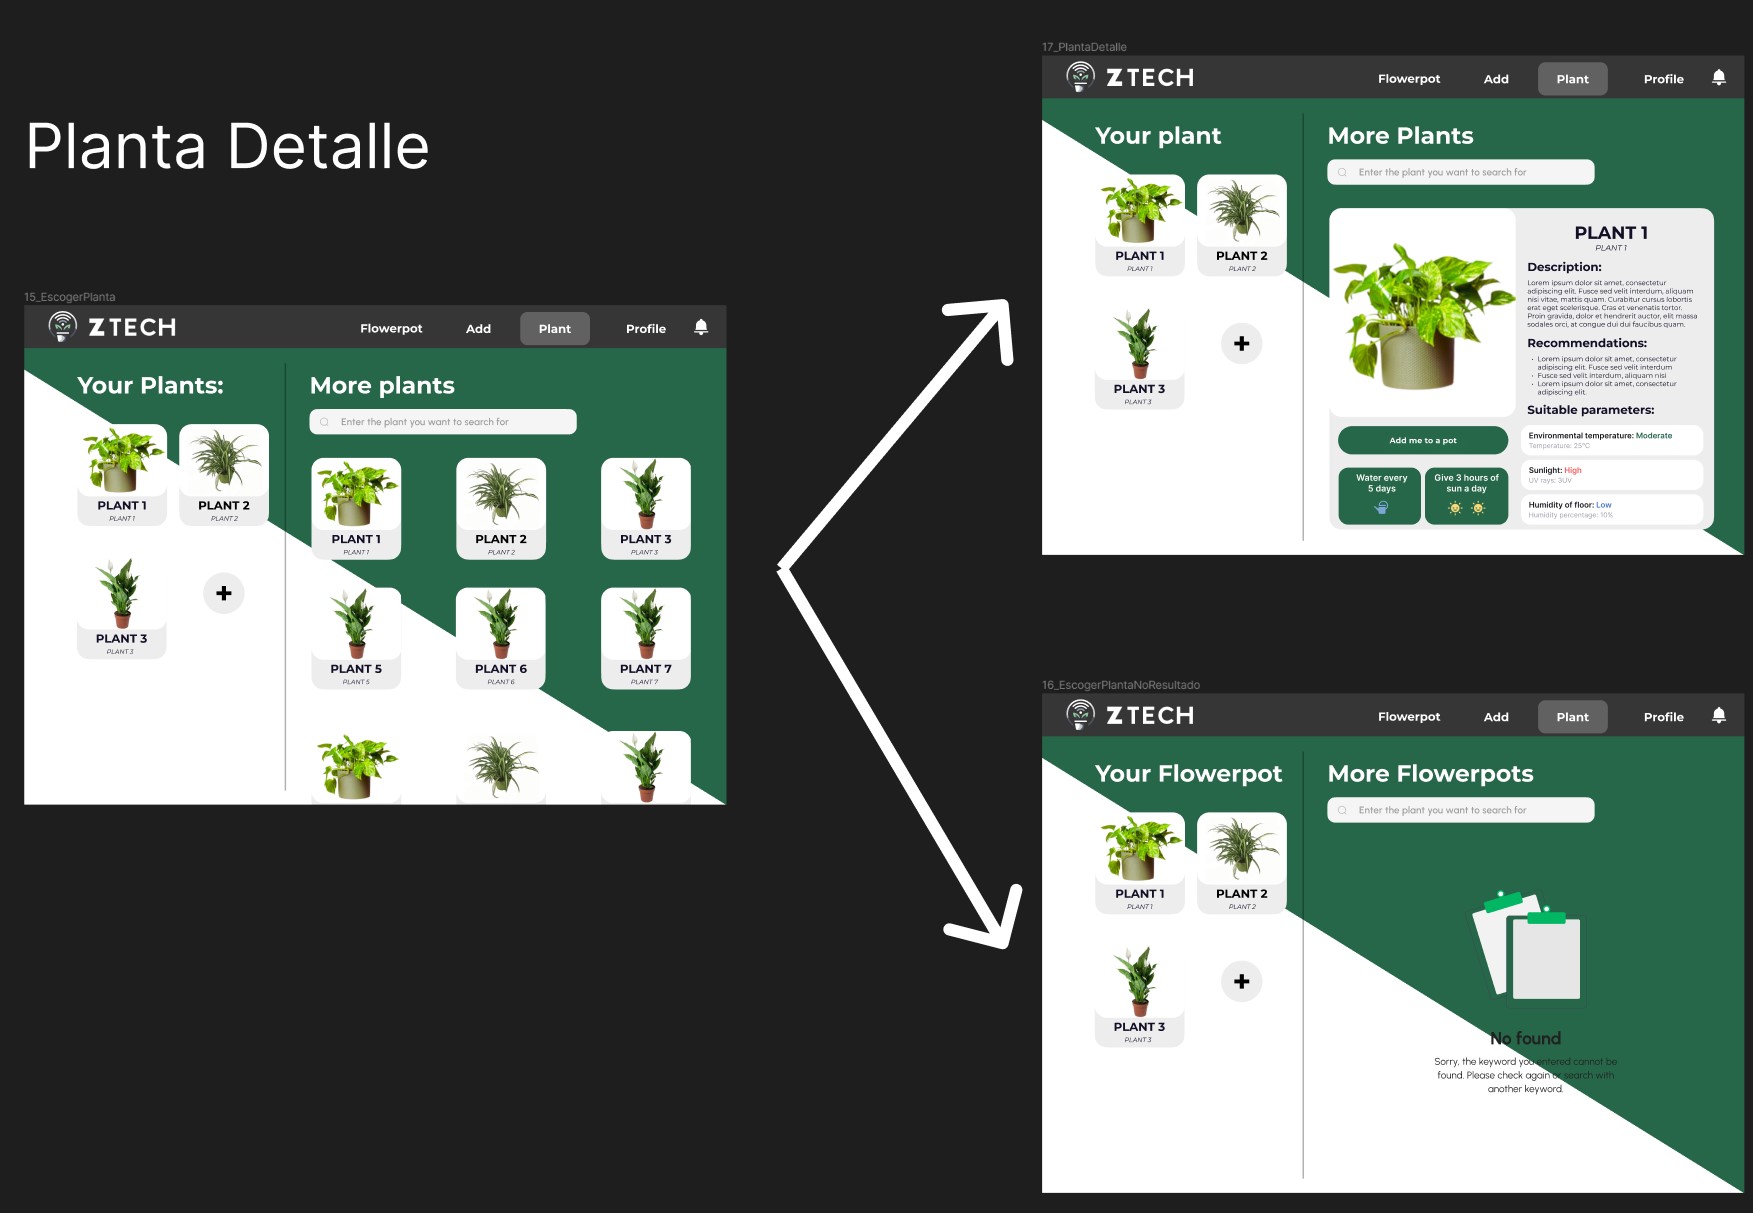 Planta Detalle
15_EscogerPlanta
ZTECH
Flowerpot
Add
Plant
Profile
Your Plants:
More plants
Enter the plant you want to search for
PLANT 1
PLANT 1
PLANT 2
PLANT 2
PLANT 3
PLANT 3
+
PLANT 1
PLANT 1
PLANT 2
PLANT 2
PLANT 3
PLANT 3
PLANT 5
PLANT 5
PLANT 6
PLANT 6
PLANT 7
PLANT 7
17_PlantaDetalle
ZTECH
Flowerpot
Add
Plant
Profile
Your plant
More Plants
Enter the plant you want to search for
PLANT 1
PLANT 1
PLANT 2
PLANT 2
PLANT 3
PLANT 3
+
PLANT 1
PLANT 1
Description:
Lorem ipsum dolor sit amet, consectetur
adipiscing elit. Fusce sed velit interdum, aliquam
nisi vitae, mattis quam. Curabitur cursus lobortis
erat eget scelerisque. Cras et venenatis tortor.
Proin gravida, dolor et hendrerit auctor, elit massa
sodales orci, at congue dui dui faucibus quam.
Recommendations:
· Lorem ipsum dolor sit amet, consectetur
adipiscing elit. Fusce sed velit interdum
· Fusce sed velit interdum, aliquam nisi
· Lorem ipsum dolor sit amet, consectetur
adipiscing elit.
Suitable parameters:
Environmental temperature: Moderate
Temperature: 25ºC
Sunlight: High
UV rays: 3UV
Humidity of floor: Low
Humidity percentage: 10%
Add me to a pot
Water every
5 days
Give 3 hours of
sun a day
16_EscogerPlantaNoResultado
ZTECH
Flowerpot
Add
Plant
Profile
Your Flowerpot
More Flowerpots
Enter the plant you want to search for
PLANT 1
PLANT 1
PLANT 2
PLANT 2
PLANT 3
PLANT 3
+
No found
Sorry, the keyword you entered cannot be
found. Please check again or search with
another keyword.